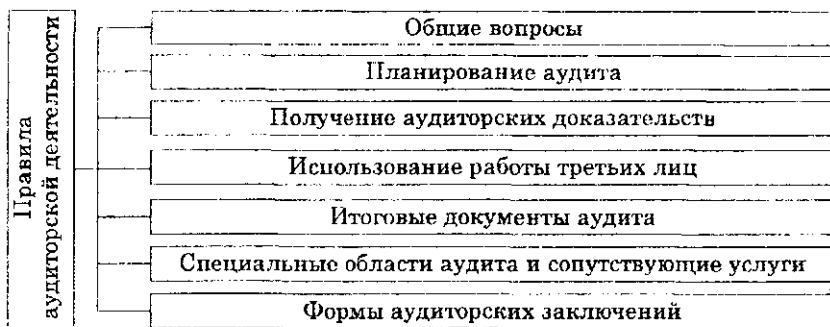 Правила
аудиторской деятельности
Общие вопросы
Планирование аудита
Получение аудиторских доказательств
Использование работы третьих лиц
Итоговые документы аудита
Специальные области аудита и сопутствующие услуги
Формы аудиторских заключений